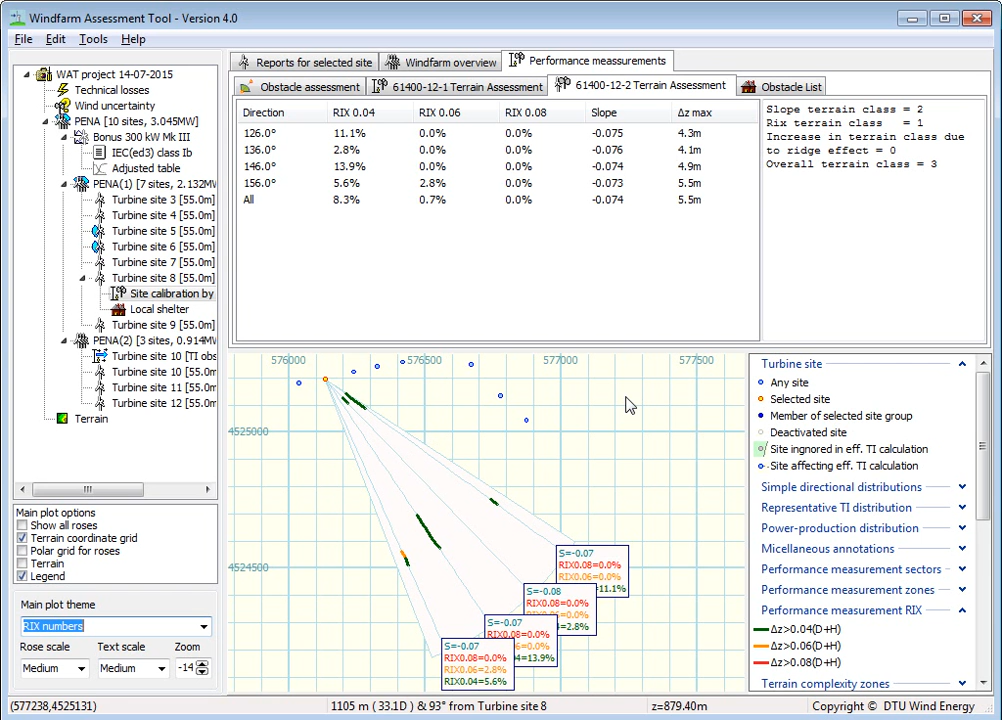 Windfarm Assessment Tool - Version 4.0
File Edit Tools Help
WAT project 14-07-2015
Technical losses
Wind uncertainty
PENA [10 sites, 3.045MW]
Bonus 300 kW Mk III
IEC(ed3) class Ib
Adjusted table
PENA(1) [7 sites, 2.132MW
Turbine site 3 [55.0m]
Turbine site 4 [55.0m]
Turbine site 5 [55.0m]
Turbine site 6 [55.0m]
Turbine site 7 [55.0m]
Turbine site 8 [55.0m]
Site calibration by
Local shelter
Turbine site 9 [55.0m]
PENA(2) [3 sites, 0.914MW
Turbine site 10 [TI obs
Turbine site 10 [55.0m
Turbine site 11 [55.0m
Turbine site 12 [55.0m
Terrain
Main plot options
Show all roses
Terrain coordinate grid
Polar grid for roses
Terrain
Legend
Main plot theme
RIX numbers
Rose scale Text scale Zoom
Medium Medium -14
Reports for selected site Windfarm overview Performance measurements
Obstacle assessment 61400-12-1 Terrain Assessment 61400-12-2 Terrain Assessment Obstacle List
Direction RIX 0.04 RIX 0.06 RIX 0.08 Slope Δz max
126.0° 11.1% 0.0% 0.0% -0.075 4.3m
136.0° 2.8% 0.0% 0.0% -0.076 4.1m
146.0° 13.9% 0.0% 0.0% -0.074 4.9m
156.0° 5.6% 2.8% 0.0% -0.073 5.5m
All 8.3% 0.7% 0.0% -0.074 5.5m
Slope terrain class = 2
Rix terrain class = 1
Increase in terrain class due
to ridge effect = 0
Overall terrain class = 3
576000 576500 577000 577500
4525000
4524500
S=-0.07
RIX0.08=0.0%
RIX0.06=0.0%
=11.1%
S=-0.08
RIX0.08=0.0%
=0.0%
4=2.8%
S=-0.07
RIX0.08=0.0%
6=0.0%
04=13.9%
S=-0.07
RIX0.08=0.0%
RIX0.06=2.8%
RIX0.04=5.6%
Turbine site
Any site
Selected site
Member of selected site group
Deactivated site
Site ingnored in eff. TI calculation
Site affecting eff. TI calculation
Simple directional distributions
Representative TI distribution
Power-production distribution
Micellaneous annotations
Performance measurement sectors
Performance measurement zones
Performance measurement RIX
Δz>0.04(D+H)
Δz>0.06(D+H)
Δz>0.08(D+H)
Terrain complexity zones
(577238,4525131) 1105 m ( 33.1D ) & 93° from Turbine site 8 z=879.40m Copyright © DTU Wind Energy